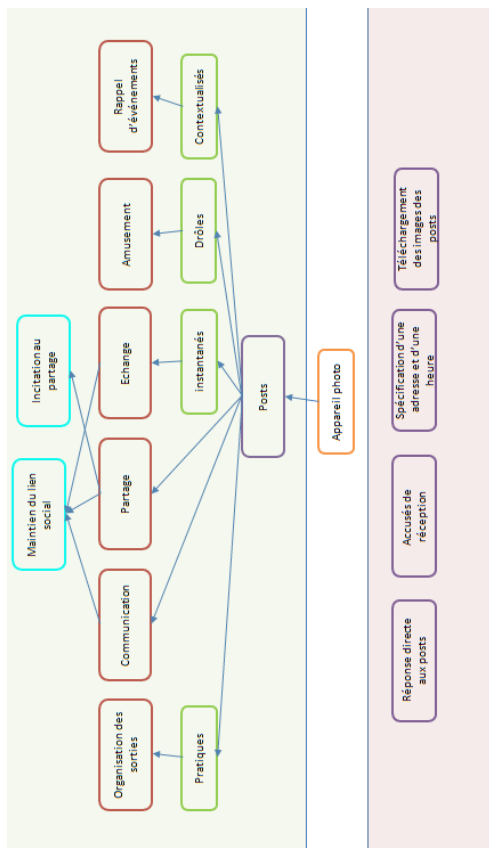 Maintien du lien
social
Incitation au
partage
Organisation des
sorties
Communication
Partage
Echange
Amusement
Rappel
d'événements
Pratiques
instantanés
Drôles
Contextualisés
Posts
Appareil photo
Réponse directe
aux posts
Accusés de
réception
Spécification d'une
adresse et d'une
heure
Téléchargement
des images des
posts